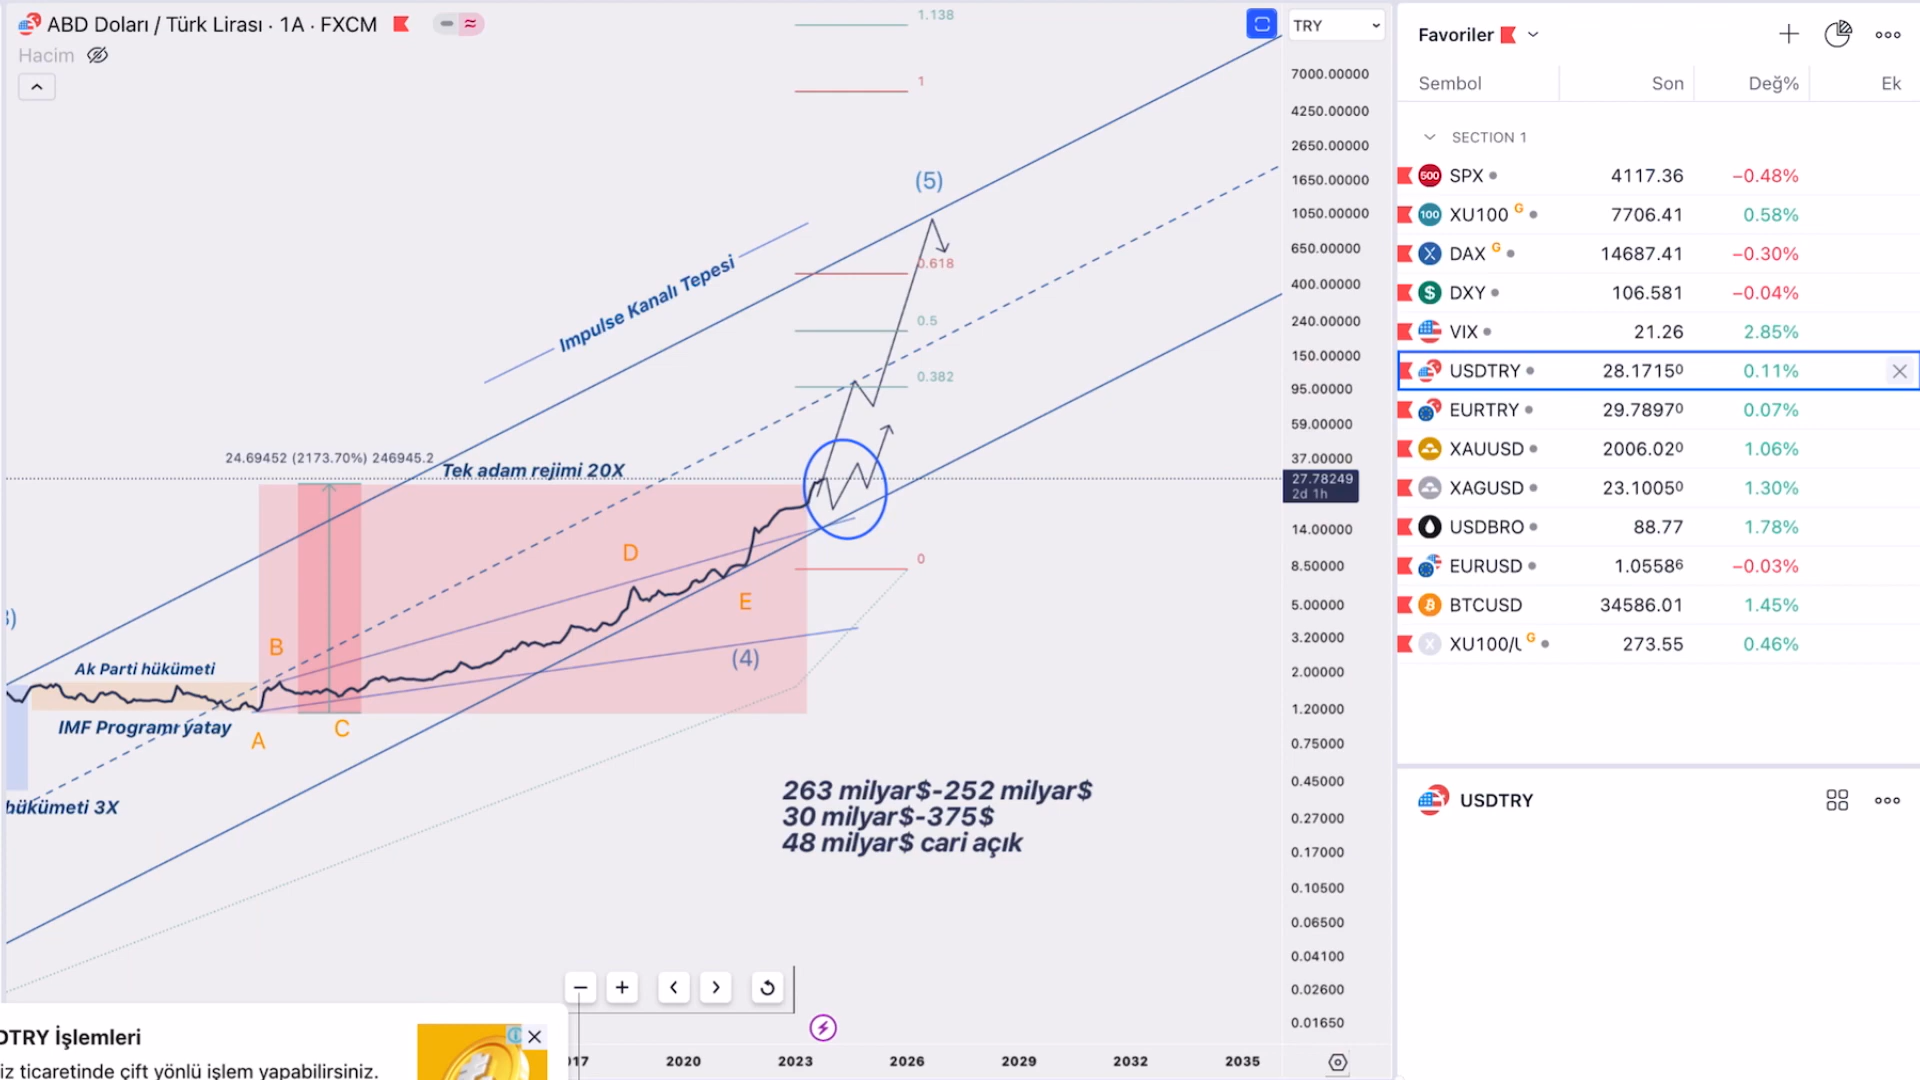 ABD Doları / Türk Lirası · 1A · FXCM
Hacim
TRY
1.138
1
(5)
0.618
0.5
0.382
0
Impulse Kanalı Tepesi
24.69452 (2173.70%) 246945.2
Tek adam rejimi 20X
D
E
B
(4)
A
C
3)
Ak Parti hükümeti
IMF Programı yatay
hükümeti 3X
263 milyar$-252 milyar$
30 milyar$-375$
48 milyar$ cari açık
7000.00000
4250.00000
2650.00000
1650.00000
1050.00000
650.00000
400.00000
240.00000
150.00000
95.00000
59.00000
37.00000
27.78249
2d 1h
14.00000
8.50000
5.00000
3.20000
2.00000
1.20000
0.75000
0.45000
0.27000
0.17000
0.10500
0.06500
0.04100
0.02600
0.01650
017 2020 2023 2026 2029 2032 2035
DTRY İşlemleri
iz ticaretinde çift yönlü işlem yapabilirsiniz.
Favoriler
Sembol Son Değ% Ek
SECTION 1
500 SPX 4117.36 −0.48%
100 XU100 G 7706.41 0.58%
DAX G 14687.41 −0.30%
DXY 106.581 −0.04%
VIX 21.26 2.85%
USDTRY 28.17150 0.11%
EURTRY 29.78970 0.07%
XAUUSD 2006.020 1.06%
XAGUSD 23.10050 1.30%
USDBRO 88.77 1.78%
EURUSD 1.05586 −0.03%
BTCUSD 34586.01 1.45%
XU100/U G 273.55 0.46%
USDTRY